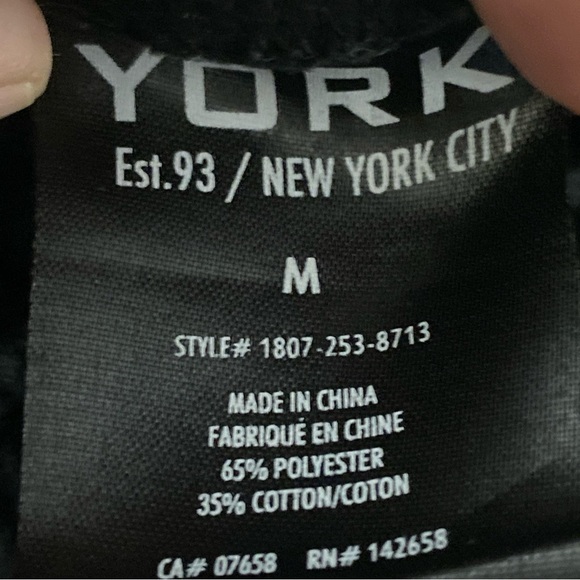 YORK
Est.93 / NEW YORK CITY
M
STYLE# 1807-253-8713
MADE IN CHINA
FABRIQUÉ EN CHINE
65% POLYESTER
35% COTTON/COTON
CA# 07658 RN# 142658